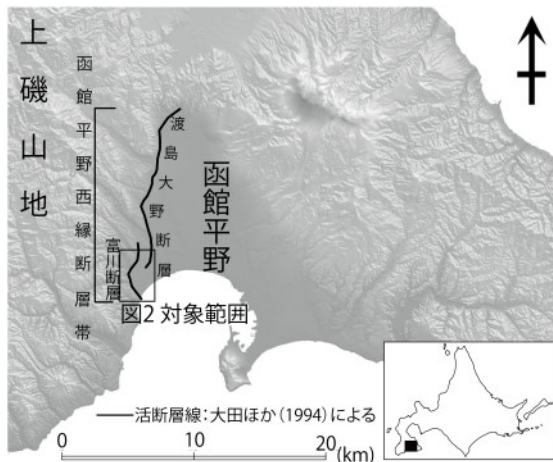 上磯山地
函館平野西縁断層帯
渡島大野断層
函館平野
富川断層
図2 対象範囲
活断層線：大田ほか（1994）による
0 10 20 (km)